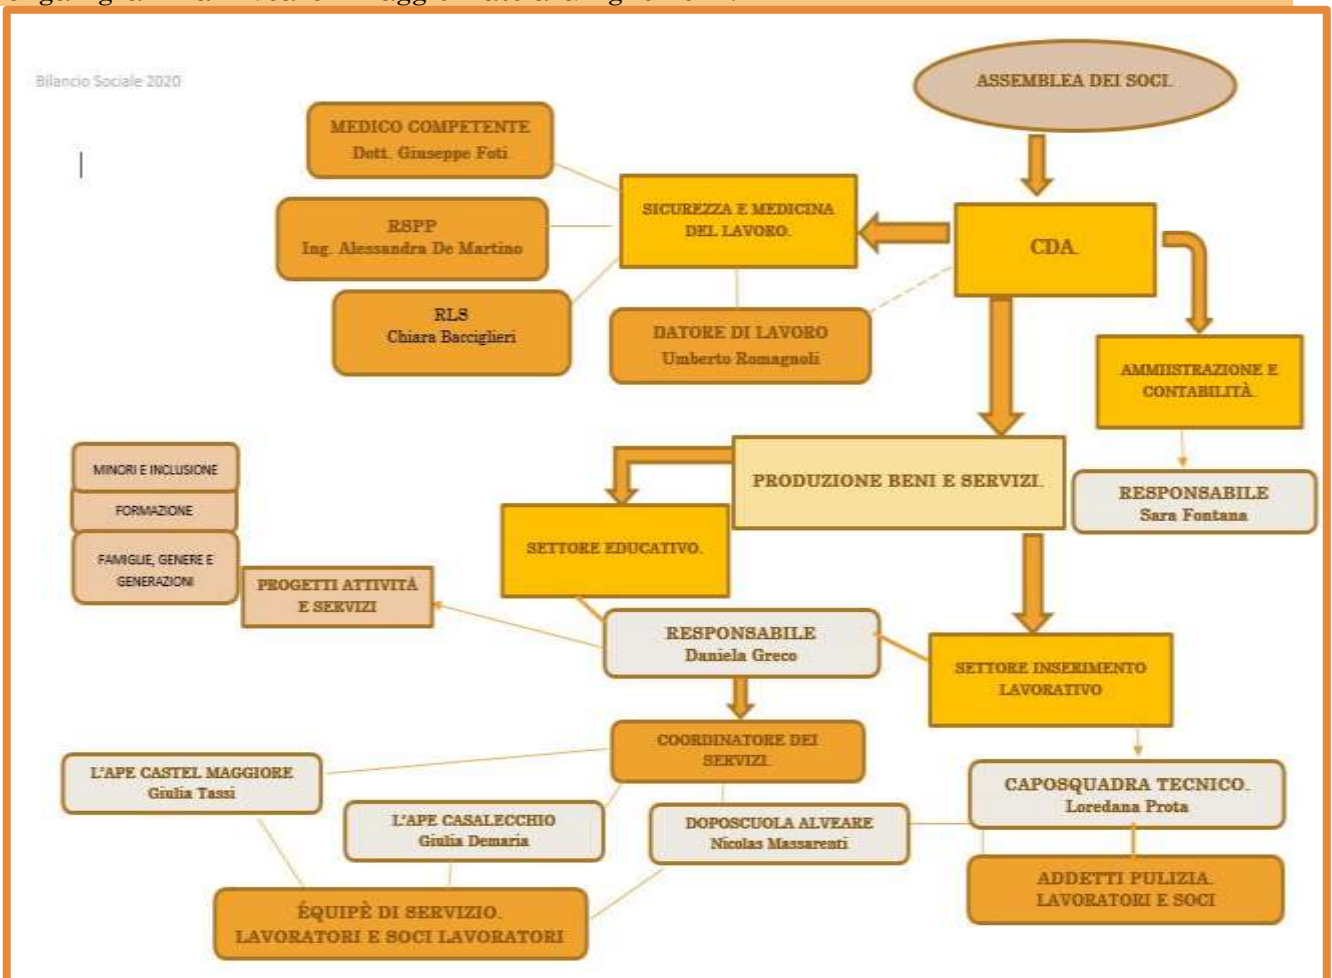 Bilancio Sociale 2020
ASSEMBLEA DEI SOCI.
MEDICO COMPETENTE
Dott. Giuseppe Foti
SICUREZZA E MEDICINA
DEL LAVORO.
CDA.
RSPP
Ing. Alessandra De Martino
RLS
Chiara Bacciglieri
DATORE DI LAVORO
Umberto Romagnoli
AMMIISTRAZIONE E
CONTABILITÀ.
RESPONSABILE
Sara Fontana
PRODUZIONE BENI E SERVIZI.
MINORI E INCLUSIONE
FORMAZIONE
FAMIGLIE, GENERE E
GENERAZIONI
PROGETTI ATTIVITÀ
E SERVIZI
SETTORE EDUCATIVO.
RESPONSABILE
Daniela Greco
SETTORE INSERIMENTO
LAVORATIVO
COORDINATORE DEI
SERVIZI.
L'APE CASTEL MAGGIORE
Giulia Tassi
L'APE CASALECCHIO
Giulia Demaria
DOPOSCUOLA ALVEARE
Nicolas Massarenti
CAPOSQUADRA TECNICO.
Loredana Prota
ÉQUIPÈ DI SERVIZIO.
LAVORATORI E SOCI LAVORATORI
ADDETTI PULIZIA.
LAVORATORI E SOCI